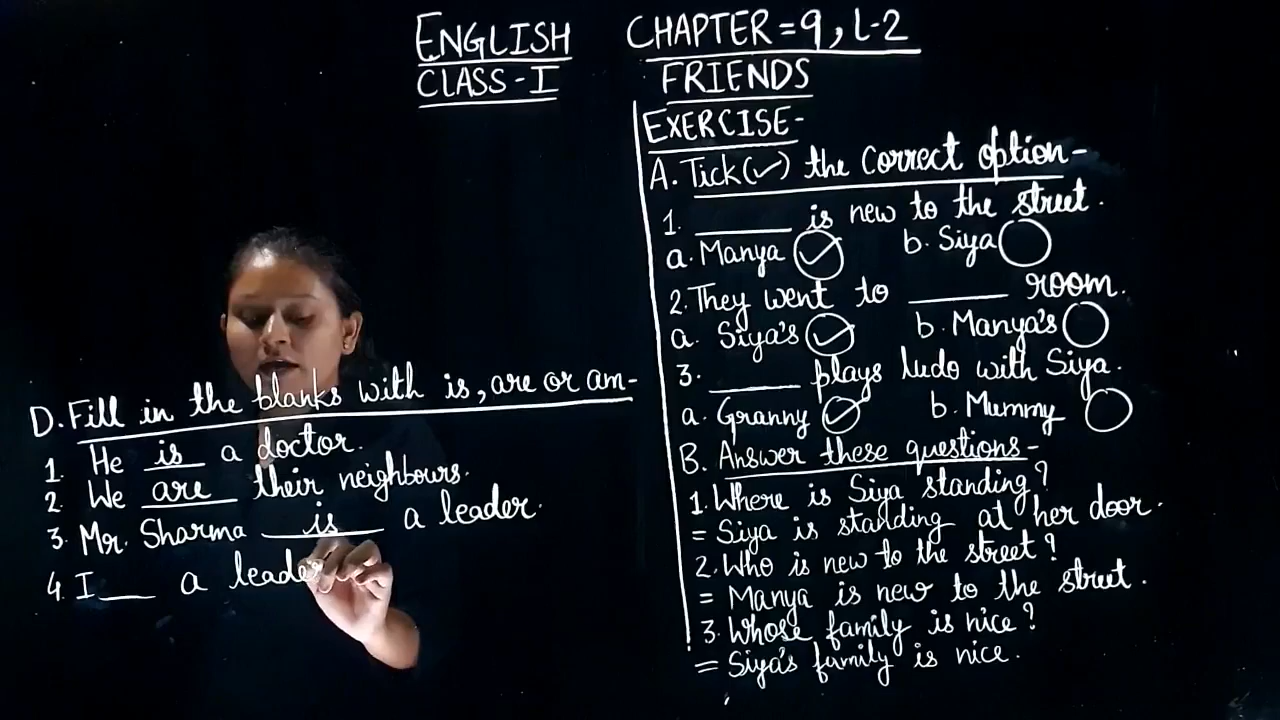 ENGLISH CHAPTER = 9, L-2
CLASS-I FRIENDS
EXERCISE-
A. Tick(✓) the Correct option-
1. ______ is new to the street.
a. Manya ✓ b. Siya
2. They went to ______ room.
a. Siya's ✓ b. Manya's
3. ______ plays ludo with Siya.
a. Granny ✓ b. Mummy
B. Answer these questions-
1. Where is Siya standing?
= Siya is standing at her door.
2. Who is new to the street?
= Manya is new to the street.
3. Whose family is nice?
= Siya's family is nice.
D. Fill in the blanks with is, are or am-
1. He is a doctor.
2. We are their neighbours.
3. Mr. Sharma is a leader.
4. I ___ a leader